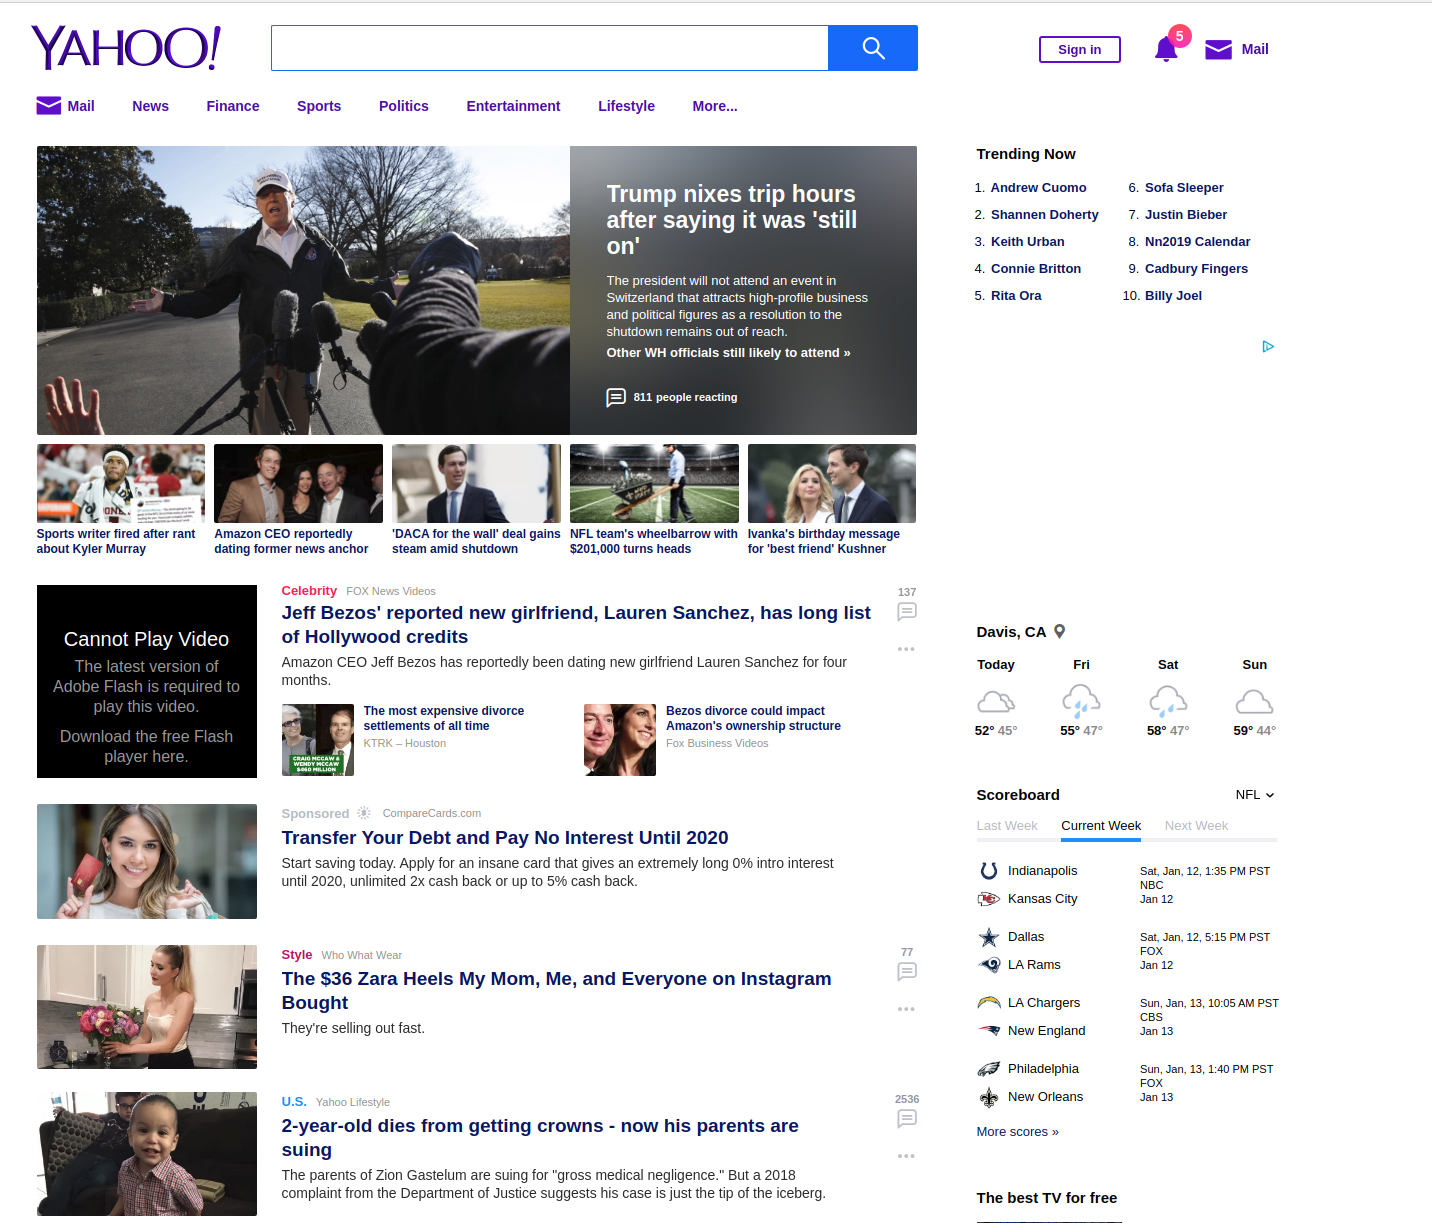 YAHOO!
Sign in
5
Mail
Mail News Finance Sports Politics Entertainment Lifestyle More...
Trump nixes trip hours
after saying it was 'still
on'
The president will not attend an event in
Switzerland that attracts high-profile business
and political figures as a resolution to the
shutdown remains out of reach.
Other WH officials still likely to attend »
811 people reacting
Sports writer fired after rant
about Kyler Murray
Amazon CEO reportedly
dating former news anchor
'DACA for the wall' deal gains
steam amid shutdown
NFL team's wheelbarrow with
$201,000 turns heads
Ivanka's birthday message
for 'best friend' Kushner
Cannot Play Video
The latest version of
Adobe Flash is required to
play this video.
Download the free Flash
player here.
Celebrity FOX News Videos
137
Jeff Bezos' reported new girlfriend, Lauren Sanchez, has long list
of Hollywood credits
Amazon CEO Jeff Bezos has reportedly been dating new girlfriend Lauren Sanchez for four
months.
CRAIG MCCAW &
WENDY MCCAW
$460 MILLION
The most expensive divorce
settlements of all time
KTRK – Houston
Bezos divorce could impact
Amazon's ownership structure
Fox Business Videos
Sponsored CompareCards.com
Transfer Your Debt and Pay No Interest Until 2020
Start saving today. Apply for an insane card that gives an extremely long 0% intro interest
until 2020, unlimited 2x cash back or up to 5% cash back.
Style Who What Wear
77
The $36 Zara Heels My Mom, Me, and Everyone on Instagram
Bought
They're selling out fast.
U.S. Yahoo Lifestyle
2536
2-year-old dies from getting crowns - now his parents are
suing
The parents of Zion Gastelum are suing for "gross medical negligence." But a 2018
complaint from the Department of Justice suggests his case is just the tip of the iceberg.
Trending Now
1. Andrew Cuomo
2. Shannen Doherty
3. Keith Urban
4. Connie Britton
5. Rita Ora
6. Sofa Sleeper
7. Justin Bieber
8. Nn2019 Calendar
9. Cadbury Fingers
10. Billy Joel
Davis, CA
Today Fri Sat Sun
52° 45° 55° 47° 58° 47° 59° 44°
Scoreboard
NFL
Last Week Current Week Next Week
Indianapolis
Kansas City
Sat, Jan, 12, 1:35 PM PST
NBC
Jan 12
Dallas
LA Rams
Sat, Jan, 12, 5:15 PM PST
FOX
Jan 12
LA Chargers
New England
Sun, Jan, 13, 10:05 AM PST
CBS
Jan 13
Philadelphia
New Orleans
Sun, Jan, 13, 1:40 PM PST
FOX
Jan 13
More scores »
The best TV for free